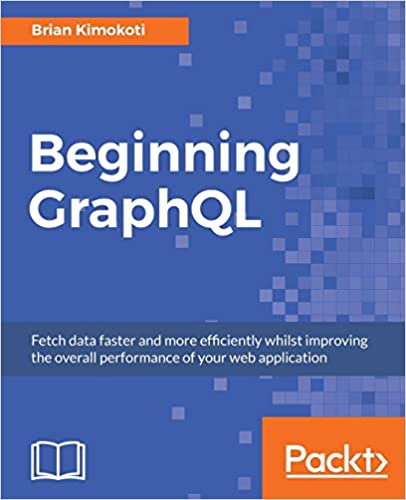 Brian Kimokoti
Beginning
GraphQL
Fetch data faster and more efficiently whilst improving
the overall performance of your web application
Packt>